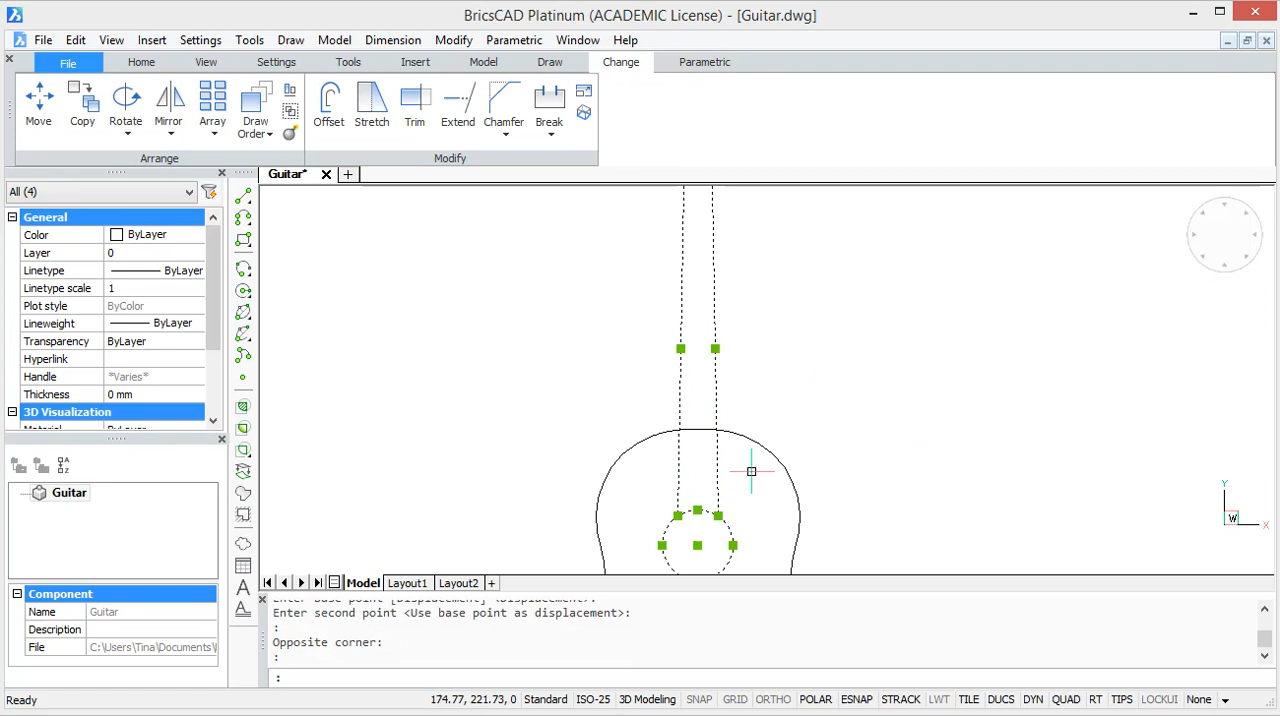 BricsCAD Platinum (ACADEMIC License) - [Guitar.dwg]
File Edit View Insert Settings Tools Draw Model Dimension Modify Parametric Window Help
File Home View Settings Tools Insert Model Draw Change Parametric
Move Copy Rotate Mirror Array Draw Order Offset Stretch Trim Extend Chamfer Break
Arrange Modify
Guitar*
All (4)
General
Color ByLayer
Layer 0
Linetype ByLayer
Linetype scale 1
Plot style ByColor
Lineweight ByLayer
Transparency ByLayer
Hyperlink
Handle *Varies*
Thickness 0 mm
3D Visualization
Guitar
Component
Name Guitar
Description
File C:\Users\Tina\Documents\
Y
W X
Model Layout1 Layout2
Enter base point [Displacement] <Displacement>:
Enter second point <Use base point as displacement>:
:
Opposite corner:
:
:
Ready 174.77, 221.73, 0 Standard ISO-25 3D Modeling SNAP GRID ORTHO POLAR ESNAP STRACK LWT TILE DUCS DYN QUAD RT TIPS LOCKUI None